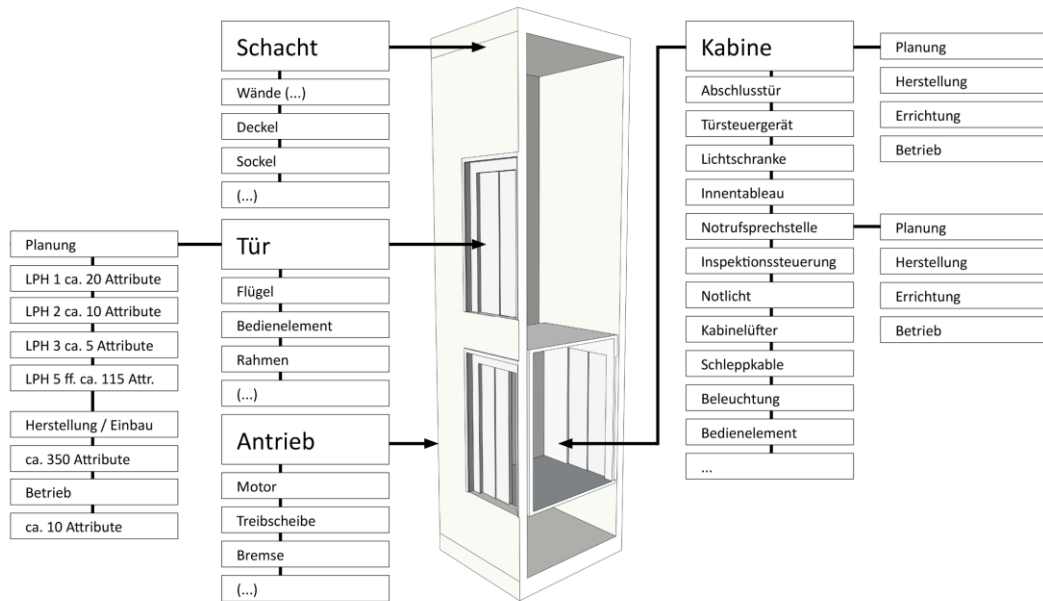 Schacht
Wände (...)
Deckel
Sockel
(...)
Planung
LPH 1 ca. 20 Attribute
LPH 2 ca. 10 Attribute
LPH 3 ca. 5 Attribute
LPH 5 ff. ca. 115 Attr.
Herstellung / Einbau
ca. 350 Attribute
Betrieb
ca. 10 Attribute
Tür
Flügel
Bedienelement
Rahmen
(...)
Antrieb
Motor
Treibscheibe
Bremse
(...)
Kabine
Abschlusstür
Türsteuergerät
Lichtschranke
Innentableau
Notrufsprechstelle
Inspektionssteuerung
Notlicht
Kabinelüfter
Schleppkable
Beleuchtung
Bedienelement
...
Planung
Herstellung
Errichtung
Betrieb
Planung
Herstellung
Errichtung
Betrieb